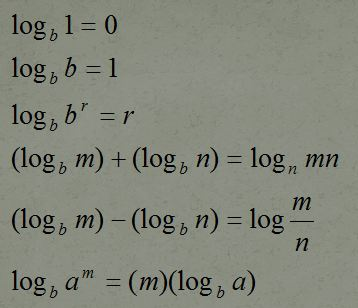 log_b 1 = 0
log_b b = 1
log_b b^r = r
(log_b m) + (log_b n) = log_n mn
(log_b m) − (log_b n) = log m/n
log_b a^m = (m)(log_b a)